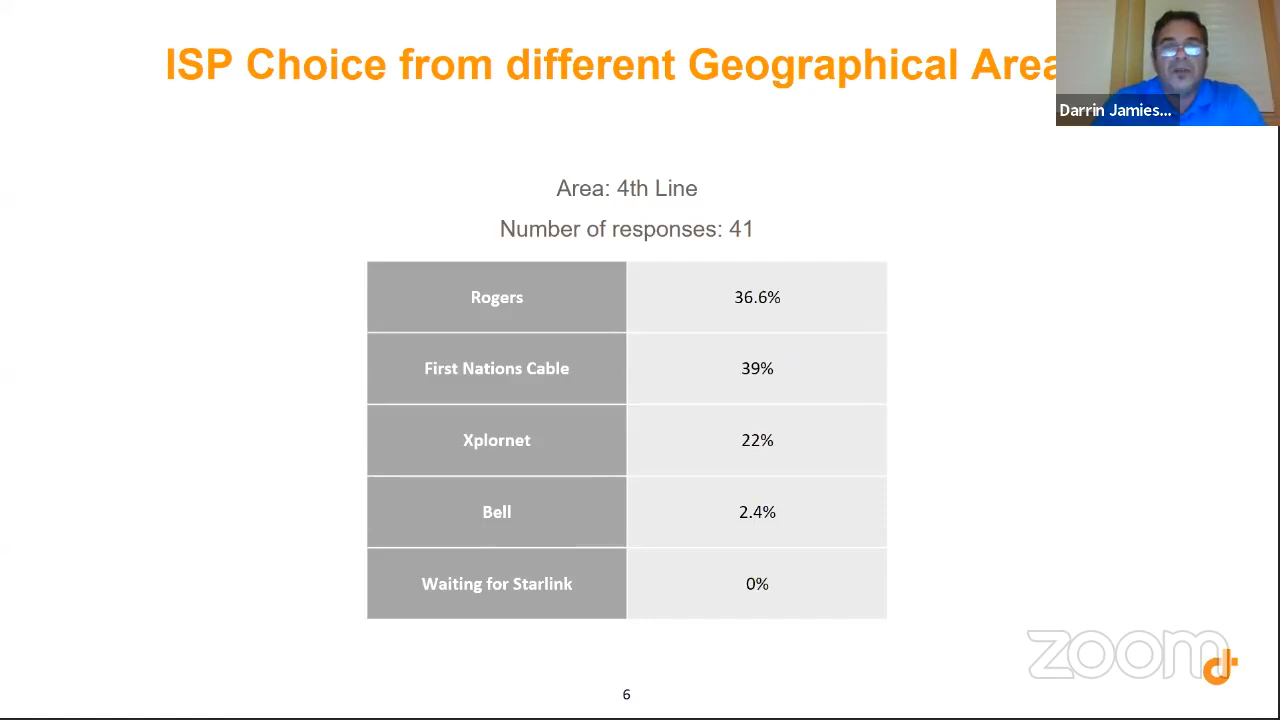 ISP Choice from different Geographical Area
Darrin Jamies...
Area: 4th Line
Number of responses: 41
Rogers 36.6%
First Nations Cable 39%
Xplornet 22%
Bell 2.4%
Waiting for Starlink 0%
zoom
6